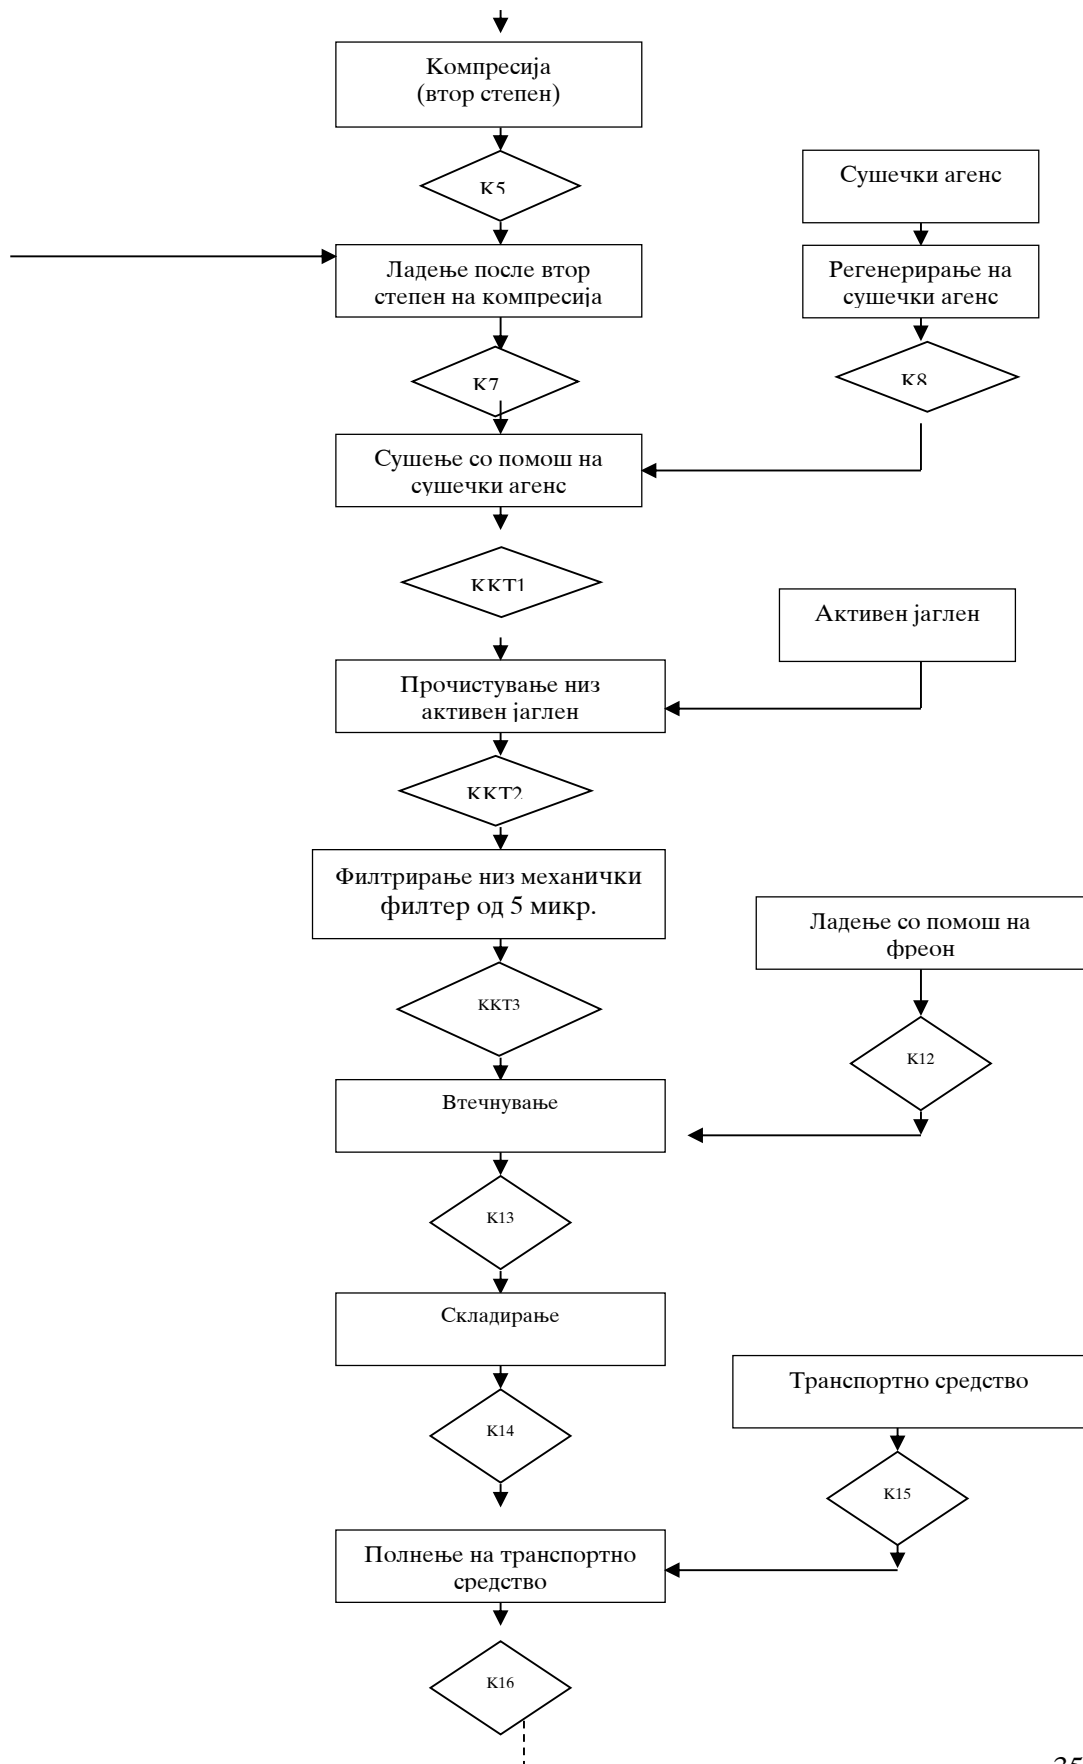 Компресија
(втор степен)
К5
Сушечки агенс
Ладење после втор
степен на компресија
Регенерирање на
сушечки агенс
К7
К8
Сушење со помош на
сушечки агенс
ККТ1
Активен јаглен
Прочистување низ
активен јаглен
ККТ2
Филтрирање низ механички
филтер од 5 микр.
Ладење со помош на
фреон
ККТ3
К12
Втечнување
К13
Складирање
Транспортно средство
К14
К15
Полнење на транспортно
средство
К16
25